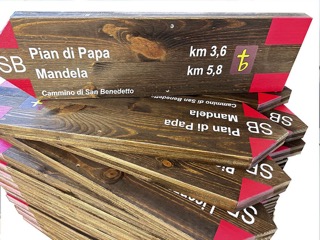 SB
Pian di Papa km 3,6
Mandela km 5,8
Cammino di San Benedetto
Cammino di San Benedetto
Mandela
Pian di Papa
SB
SB